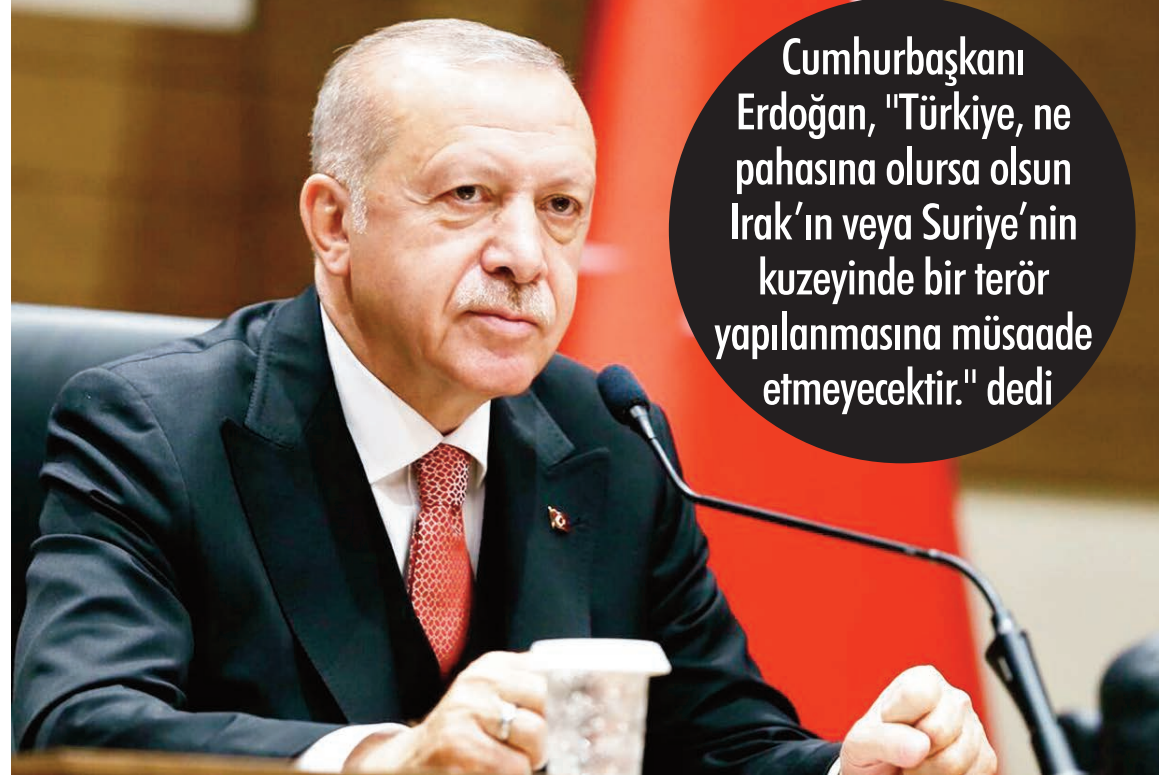 Cumhurbaşkanı
Erdoğan, "Türkiye, ne
pahasına olursa olsun
Irak'ın veya Suriye'nin
kuzeyinde bir terör
yapılanmasına müsaade
etmeyecektir." dedi